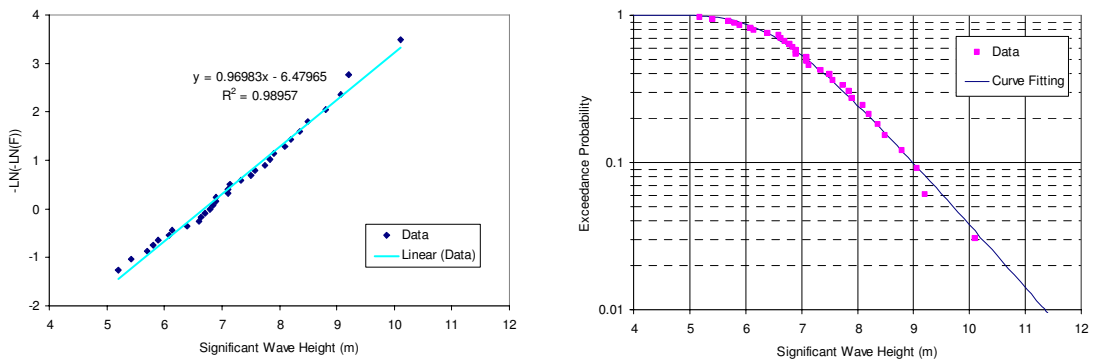 4
3
2
1
0
-1
-2
-LN(-LN(F))
y = 0.96983x - 6.47965
R² = 0.98957
Data
Linear (Data)
4 5 6 7 8 9 10 11 12
Significant Wave Height (m)
1
0.1
0.01
Exceedance Probability
Data
Curve Fitting
4 5 6 7 8 9 10 11 12
Significant Wave Height (m)